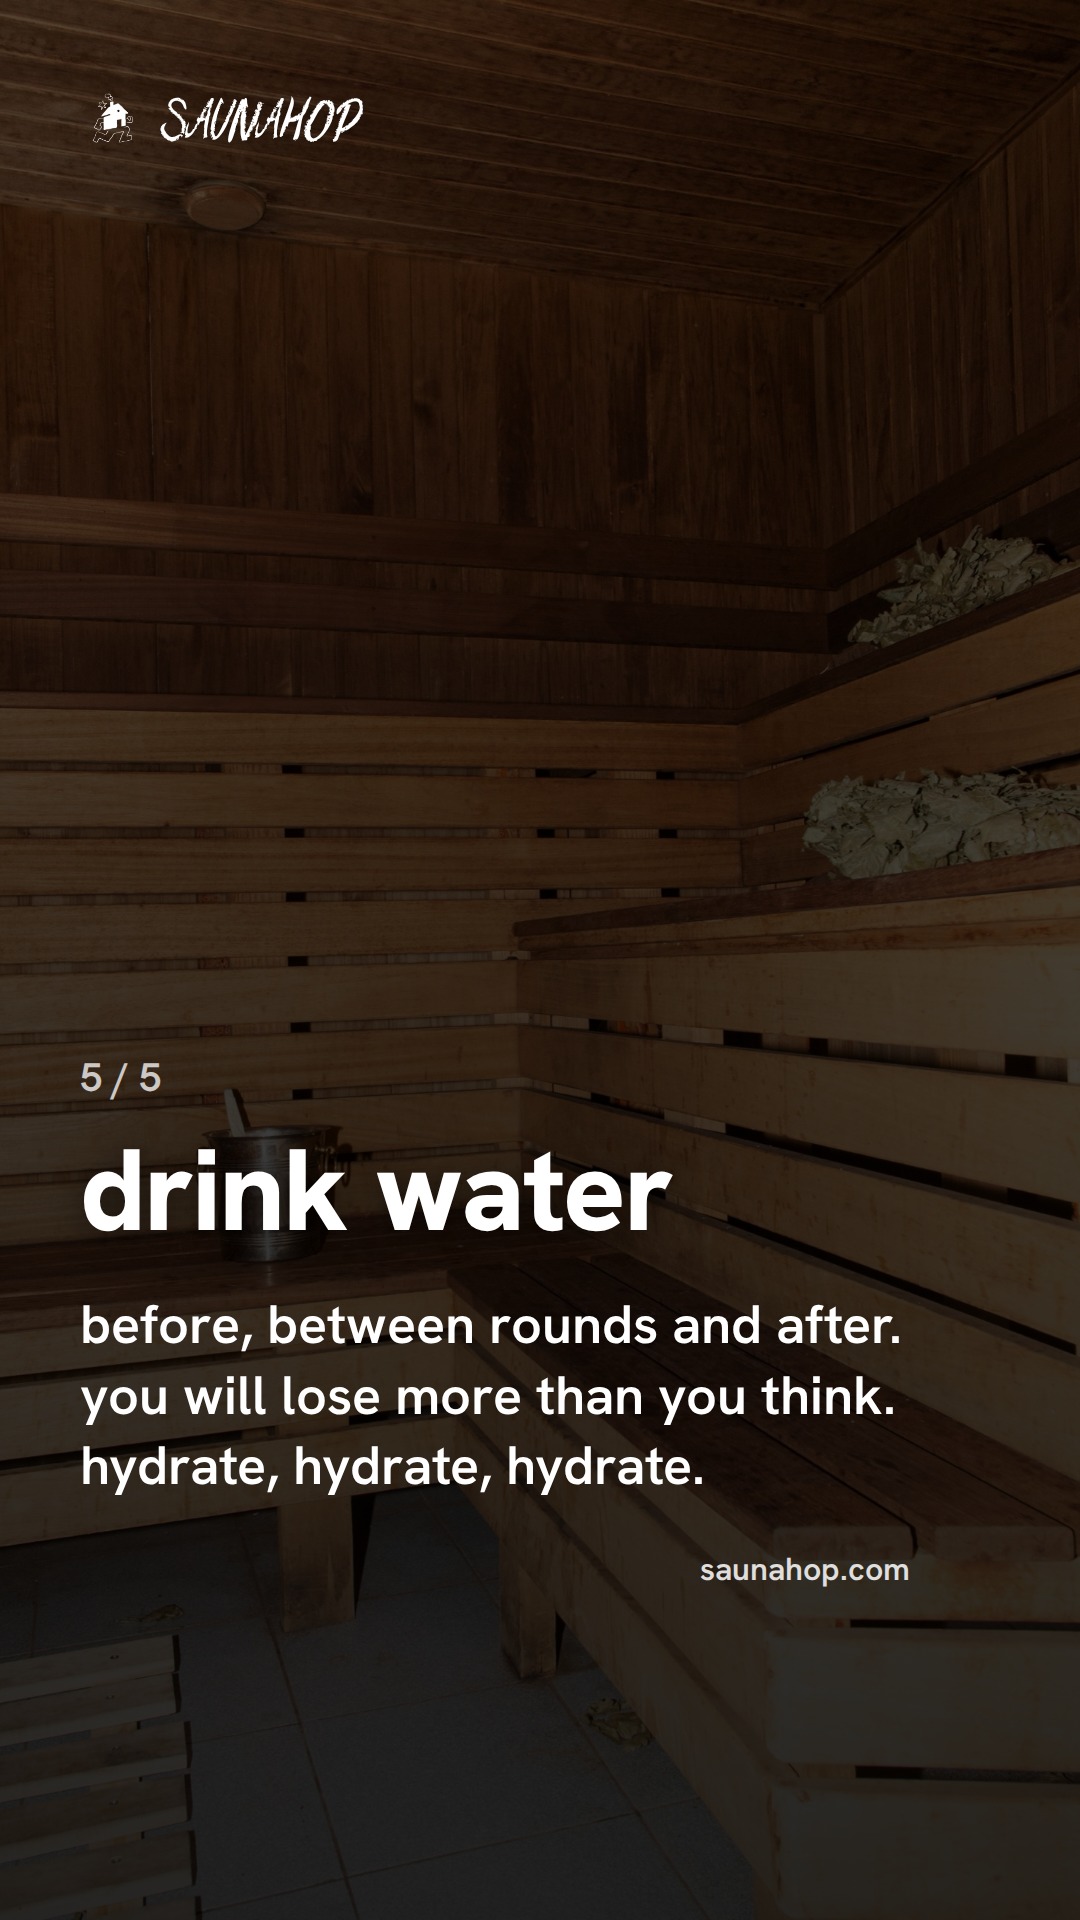 SAUNAHOP
5 / 5
drink water
before, between rounds and after.
you will lose more than you think.
hydrate, hydrate, hydrate.
saunahop.com